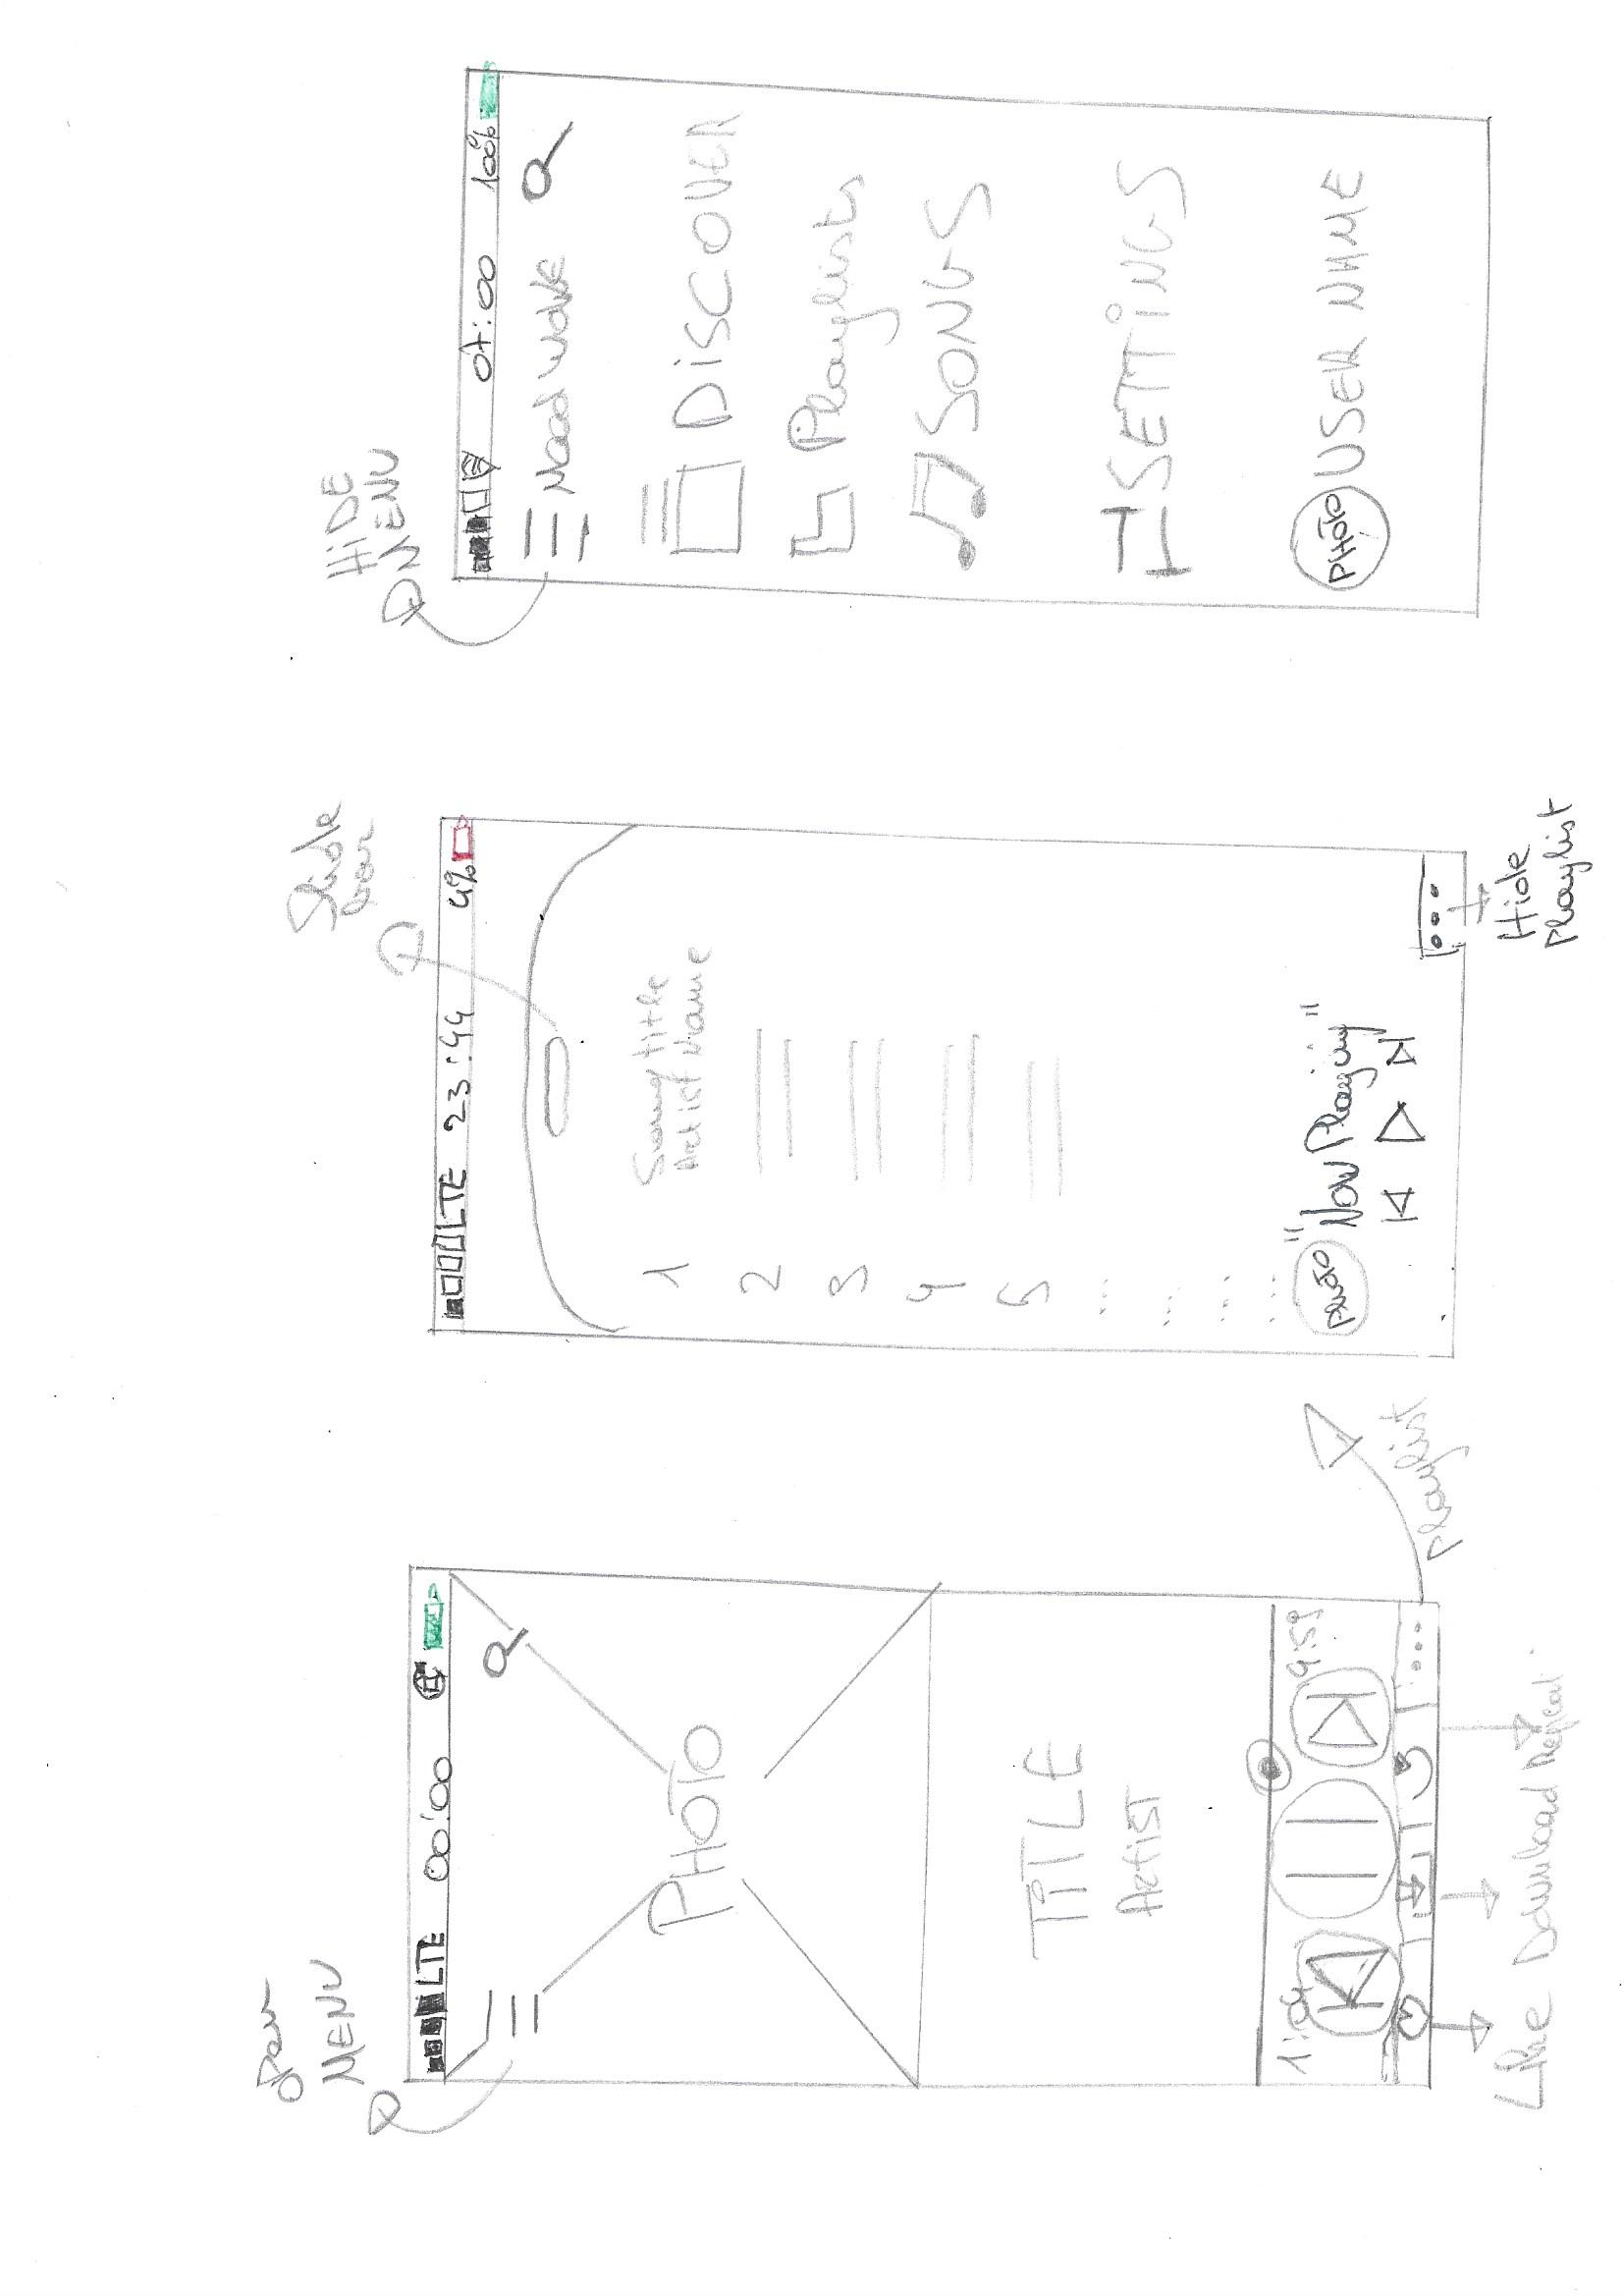 open
MENU
LTE 00:00
PHOTO
TITLE
Artist
1:04
9:59
Playlist
Like Download Repeat
Slide
bar
LTE 23:44 4%
1 Song title
Artist Name
2
3
4
5
...
...
...
...
PHOTO "Now Playing"
...
Hide
Playlist
HiDE
MENU
07:00 100%
Mood wave
DiSCOVER
Playlists
SONGS
SETTiNGS
PHOTO USER NAME